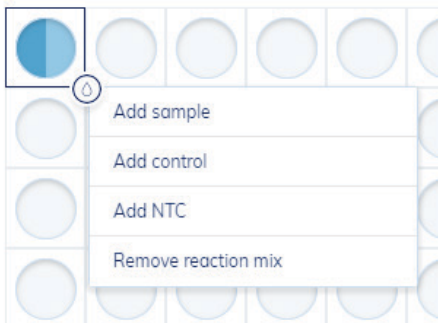 Add sample
Add control
Add NTC
Remove reaction mix